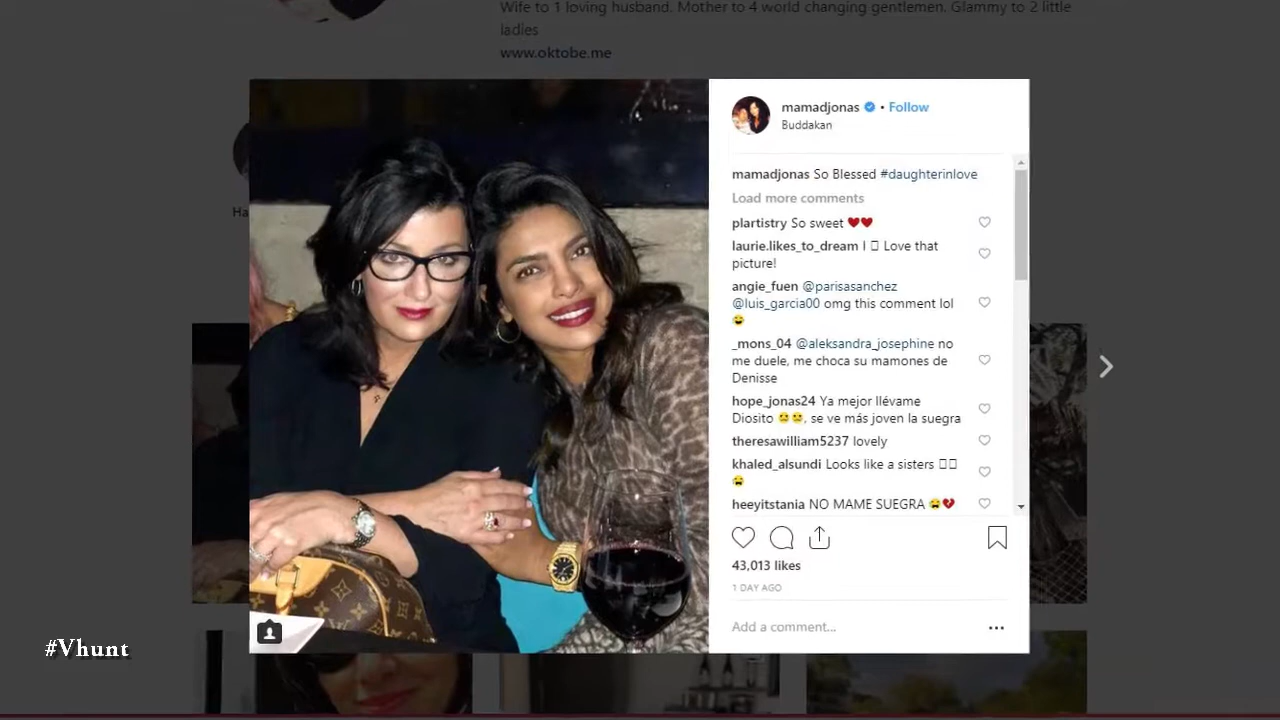 Wife to 1 loving husband. Mother to 4 world changing gentlemen. Glammy to 2 little
ladies
www.oktobe.me
Ha
mamadjonas • Follow
Buddakan
mamadjonas So Blessed #daughterinlove
Load more comments
plartistry So sweet ❤❤
laurie.likes_to_dream I Love that
picture!
angie_fuen @parisasanchez
@luis_garcia00 omg this comment lol
😂
_mons_04 @aleksandra_josephine no
me duele, me choca su mamones de
Denisse
hope_jonas24 Ya mejor llévame
Diosito 😫😫, se ve más joven la suegra
theresawilliam5237 lovely
khaled_alsundi Looks like a sisters
heeyitstania NO MAME SUEGRA 😭💔
43,013 likes
1 DAY AGO
Add a comment...
#Vhunt